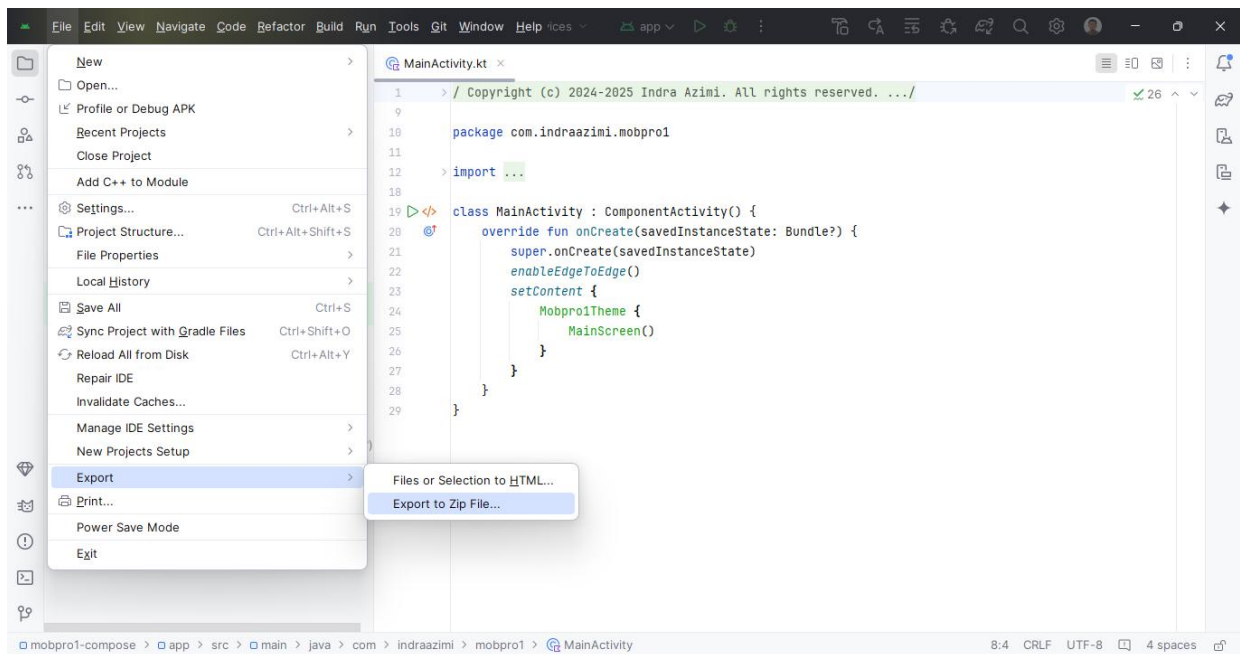 File Edit View Navigate Code Refactor Build Run Tools Git Window Help app
New
Open...
Profile or Debug APK
Recent Projects
Close Project
Add C++ to Module
Settings... Ctrl+Alt+S
Project Structure... Ctrl+Alt+Shift+S
File Properties
Local History
Save All Ctrl+S
Sync Project with Gradle Files Ctrl+Shift+O
Reload All from Disk Ctrl+Alt+Y
Repair IDE
Invalidate Caches...
Manage IDE Settings
New Projects Setup
Export
Print...
Power Save Mode
Exit
Files or Selection to HTML...
Export to Zip File...
MainActivity.kt
26
1 / Copyright (c) 2024-2025 Indra Azimi. All rights reserved. .../
9
10 package com.indraazimi.mobpro1
11
12 import ...
18
19 class MainActivity : ComponentActivity() {
20 override fun onCreate(savedInstanceState: Bundle?) {
21 super.onCreate(savedInstanceState)
22 enableEdgeToEdge()
23 setContent {
24 Mobpro1Theme {
25 MainScreen()
26 }
27 }
28 }
29 }
mobpro1-compose > app > src > main > java > com > indraazimi > mobpro1 > MainActivity 8:4 CRLF UTF-8 4 spaces